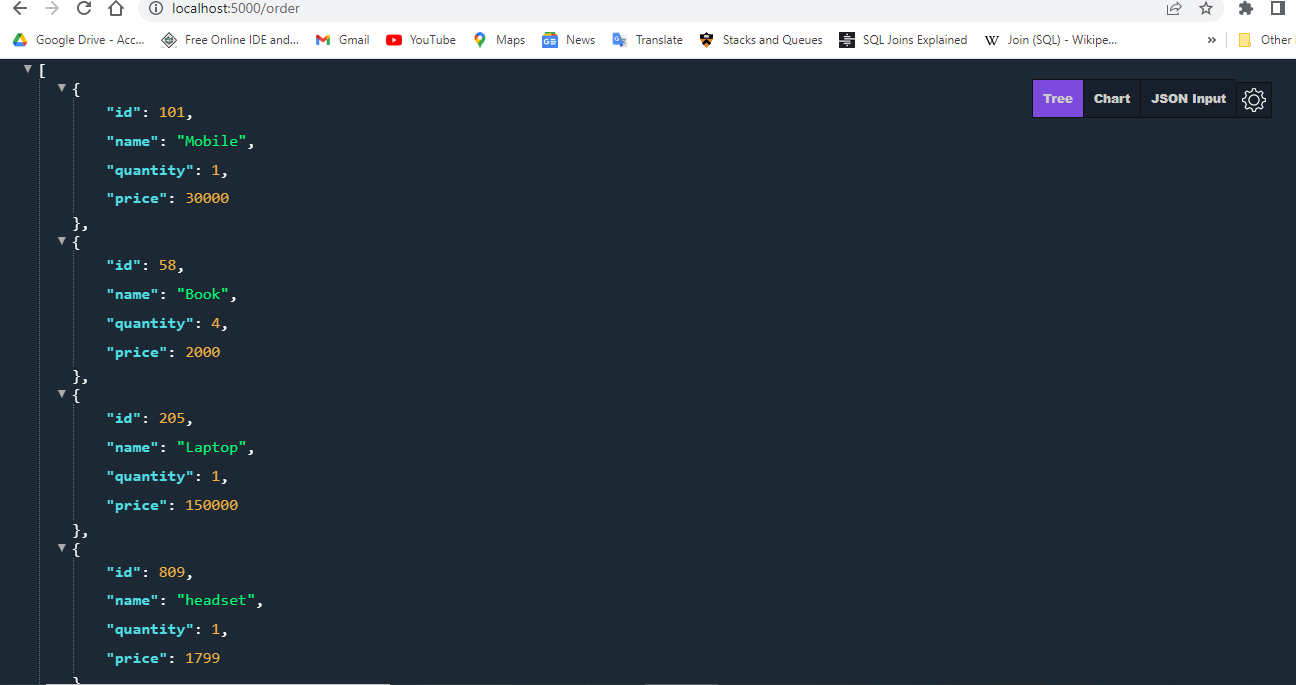 localhost:5000/order
Google Drive - Acc... Free Online IDE and... Gmail YouTube Maps News Translate Stacks and Queues SQL Joins Explained Join (SQL) - Wikipe... » Other
[
{
Tree Chart JSON Input
"id": 101,
"name": "Mobile",
"quantity": 1,
"price": 30000
},
{
"id": 58,
"name": "Book",
"quantity": 4,
"price": 2000
},
{
"id": 205,
"name": "Laptop",
"quantity": 1,
"price": 150000
},
{
"id": 809,
"name": "headset",
"quantity": 1,
"price": 1799
}